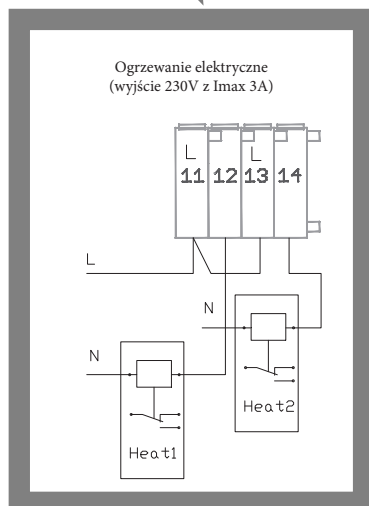 Ogrzewanie elektryczne
(wyjście 230V z Imax 3A)
L L
11 12 13 14
L
N
N
Heat2
Heat1